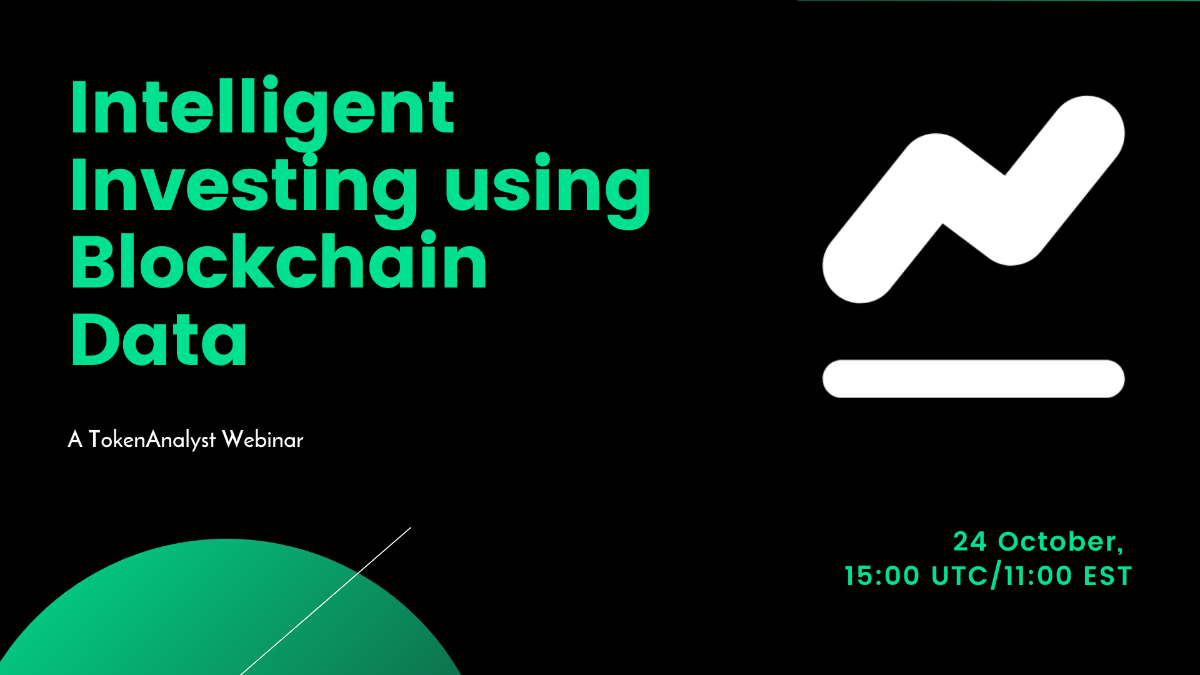 Intelligent
Investing using
Blockchain
Data
A TokenAnalyst Webinar
24 October,
15:00 UTC/11:00 EST